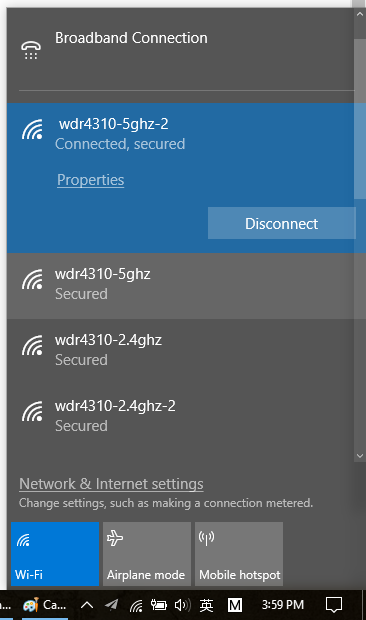 Broadband Connection
wdr4310-5ghz-2
Connected, secured
Properties
Disconnect
wdr4310-5ghz
Secured
wdr4310-2.4ghz
Secured
wdr4310-2.4ghz-2
Secured
Network & Internet settings
Change settings, such as making a connection metered.
Wi-Fi Airplane mode Mobile hotspot
a... Ca... 英 M 3:59 PM